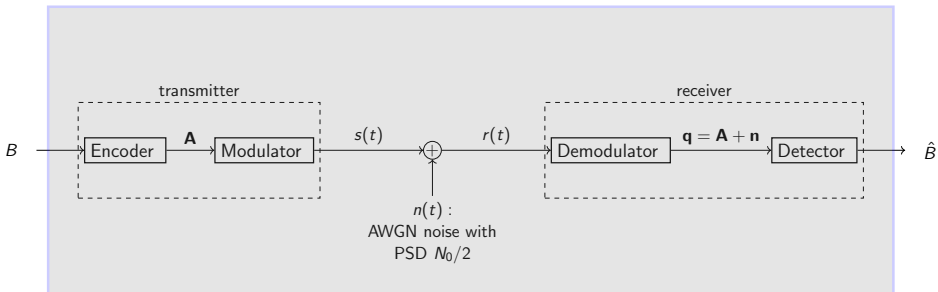 transmitter
receiver
B
Encoder
A
Modulator
s(t)
+
r(t)
Demodulator
q = A + n
Detector
B̂
n(t) :
AWGN noise with
PSD N₀/2